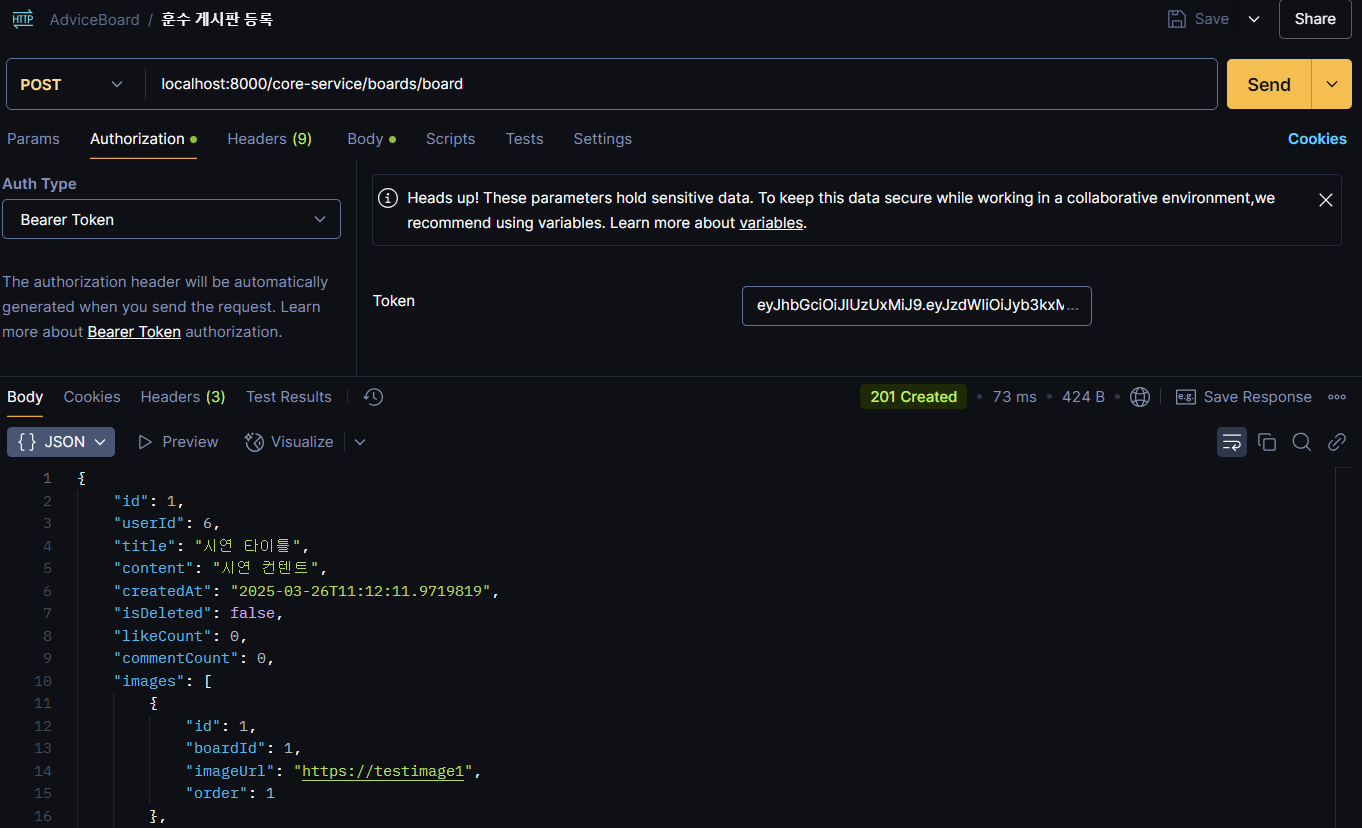 HTTP AdviceBoard / 훈수 게시판 등록 Save Share
POST localhost:8000/core-service/boards/board Send
Params Authorization Headers (9) Body Scripts Tests Settings Cookies
Auth Type
Bearer Token
The authorization header will be automatically
generated when you send the request. Learn
more about Bearer Token authorization.
Heads up! These parameters hold sensitive data. To keep this data secure while working in a collaborative environment,we
recommend using variables. Learn more about variables.
Token eyJhbGciOiJIUzUxMiJ9.eyJzdWIiOiJyb3kxM...
Body Cookies Headers (3) Test Results 201 Created • 73 ms • 424 B • e.g. Save Response
{} JSON Preview Visualize
1 {
2 "id": 1,
3 "userId": 6,
4 "title": "시연 타이틀",
5 "content": "시연 컨텐트",
6 "createdAt": "2025-03-26T11:12:11.9719819",
7 "isDeleted": false,
8 "likeCount": 0,
9 "commentCount": 0,
10 "images": [
11 {
12 "id": 1,
13 "boardId": 1,
14 "imageUrl": "https://testimage1",
15 "order": 1
16 },